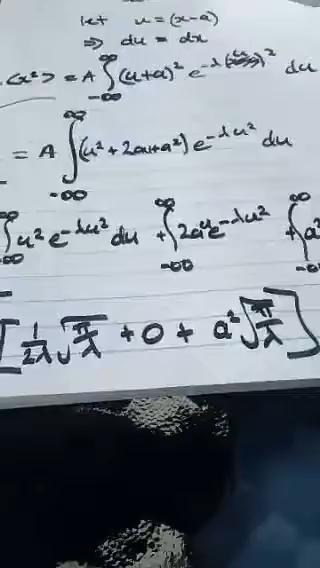 let u = (x-a)
⇒ du = dx
<x²> = A ∫_{-∞}^{∞} (u+a)² e^{-λ(u)²} du
= A ∫_{-∞}^{∞} (u² + 2au + a²) e^{-λu²} du
∫_{-∞}^{∞} u² e^{-λu²} du + ∫_{-∞}^{∞} 2au e^{-λu²} + ∫_{-∞}^{∞} a²
[1/2λ √(π/λ) + 0 + a² √(π/λ)]